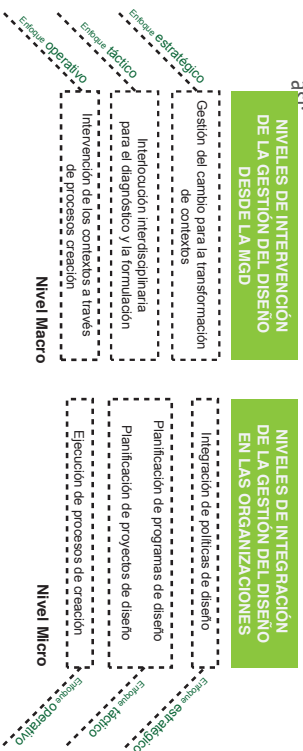 NIVELES DE INTERVENCIÓN
DE LA GESTIÓN DEL DISEÑO
DESDE LA MGD
Enfoque estratégico
Gestión del cambio para la transformación
de contextos
Enfoque táctico
Interlocución interdisciplinaria
para el diagnóstico y la formulación
Enfoque operativo
Intervención de los contextos a través
de procesos creación
Nivel Macro
NIVELES DE INTEGRACIÓN
DE LA GESTIÓN DEL DISEÑO
EN LAS ORGANIZACIONES
Integración de políticas de diseño
Enfoque estratégico
Planificación de programas de diseño
Planificación de proyectos de diseño
Enfoque táctico
Ejecución de procesos de creación
Enfoque operativo
Nivel Micro